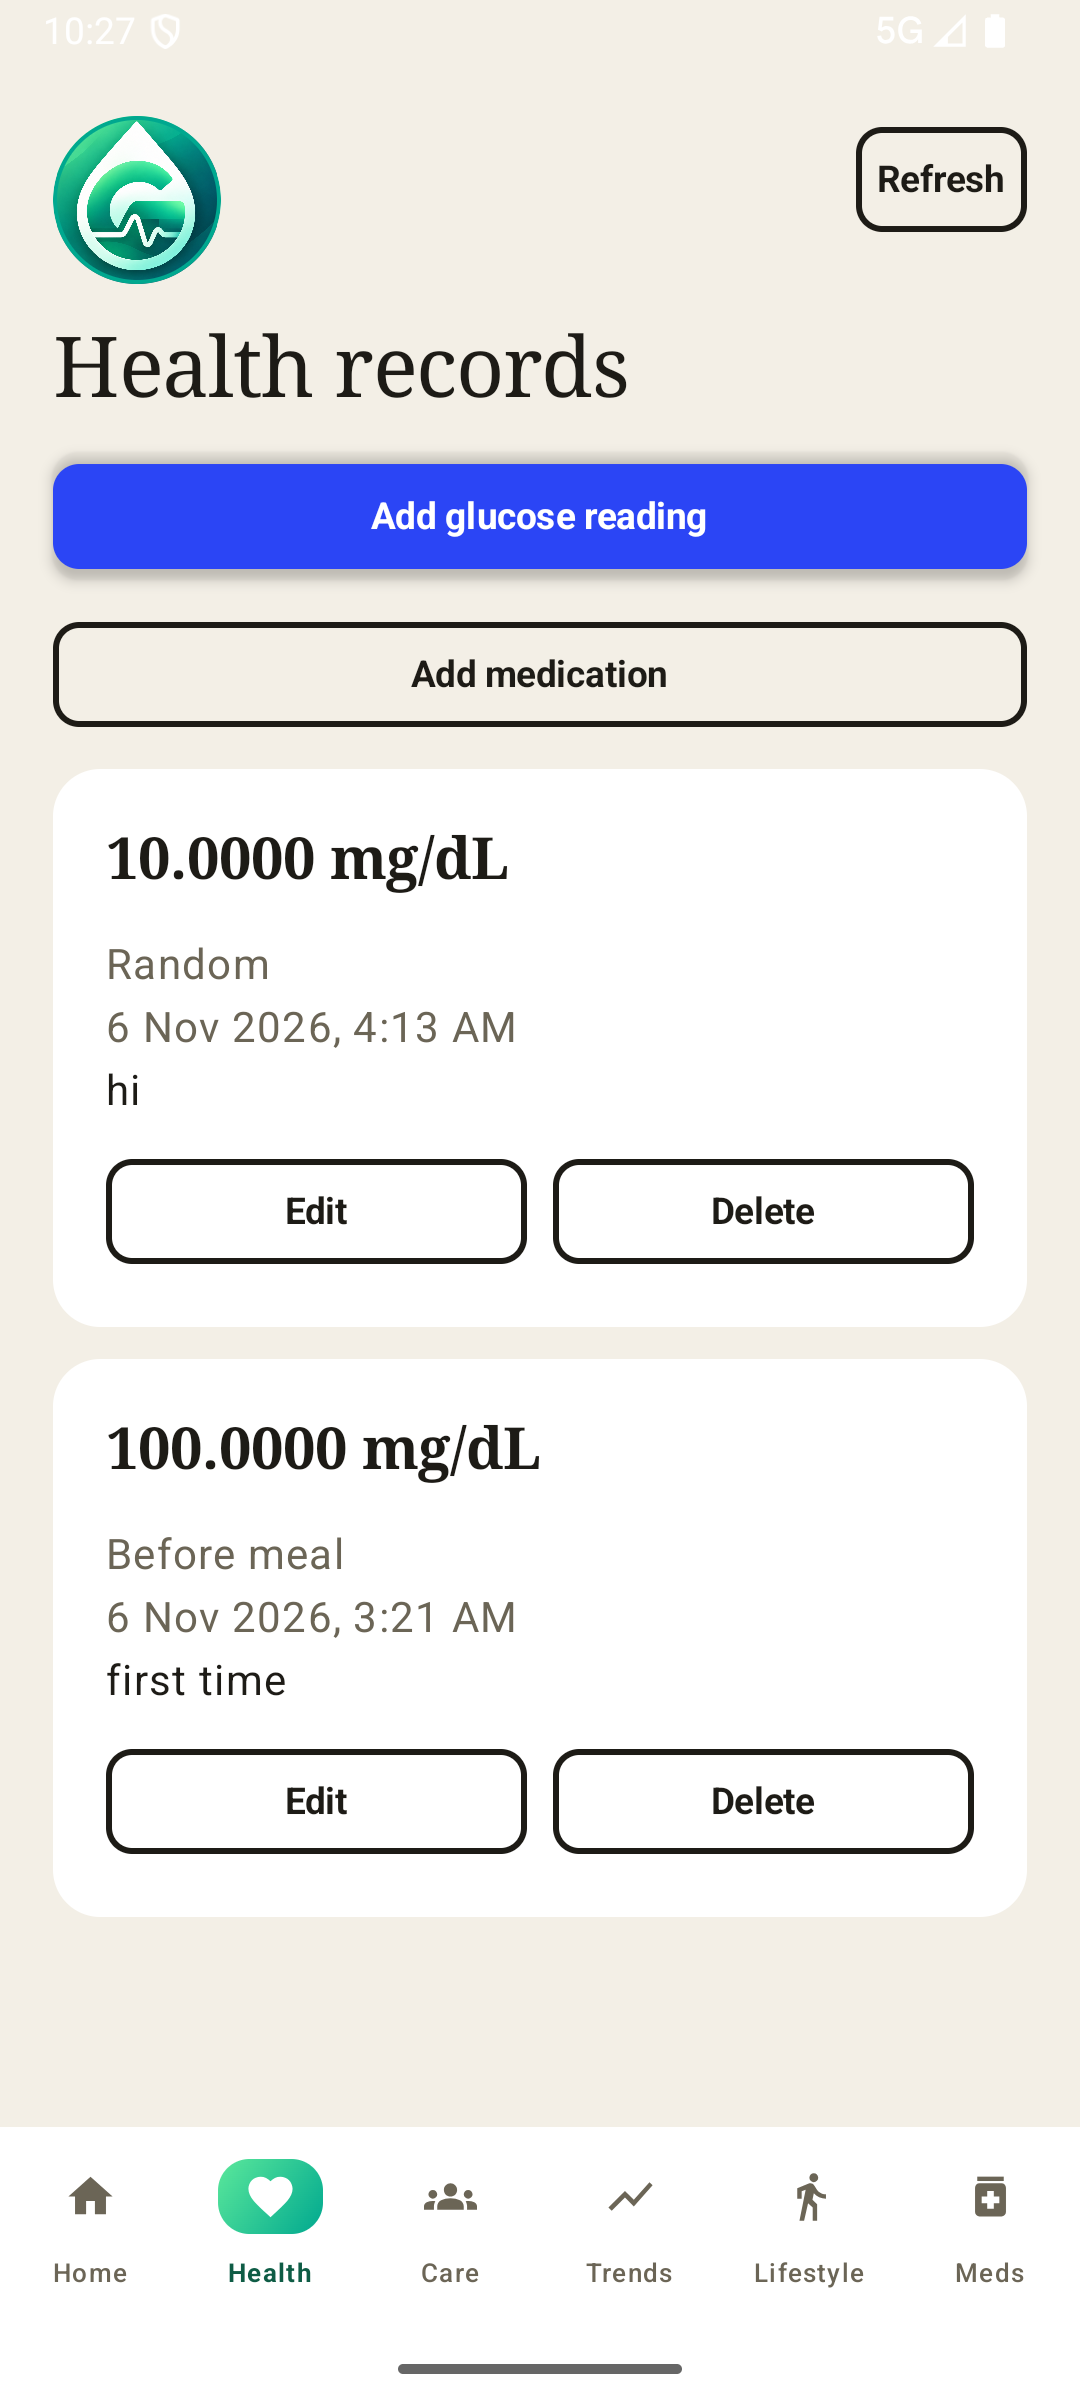 10:27
5G
Refresh
Health records
Add glucose reading
Add medication
10.0000 mg/dL
Random
6 Nov 2026, 4:13 AM
hi
Edit
Delete
100.0000 mg/dL
Before meal
6 Nov 2026, 3:21 AM
first time
Edit
Delete
Home
Health
Care
Trends
Lifestyle
Meds